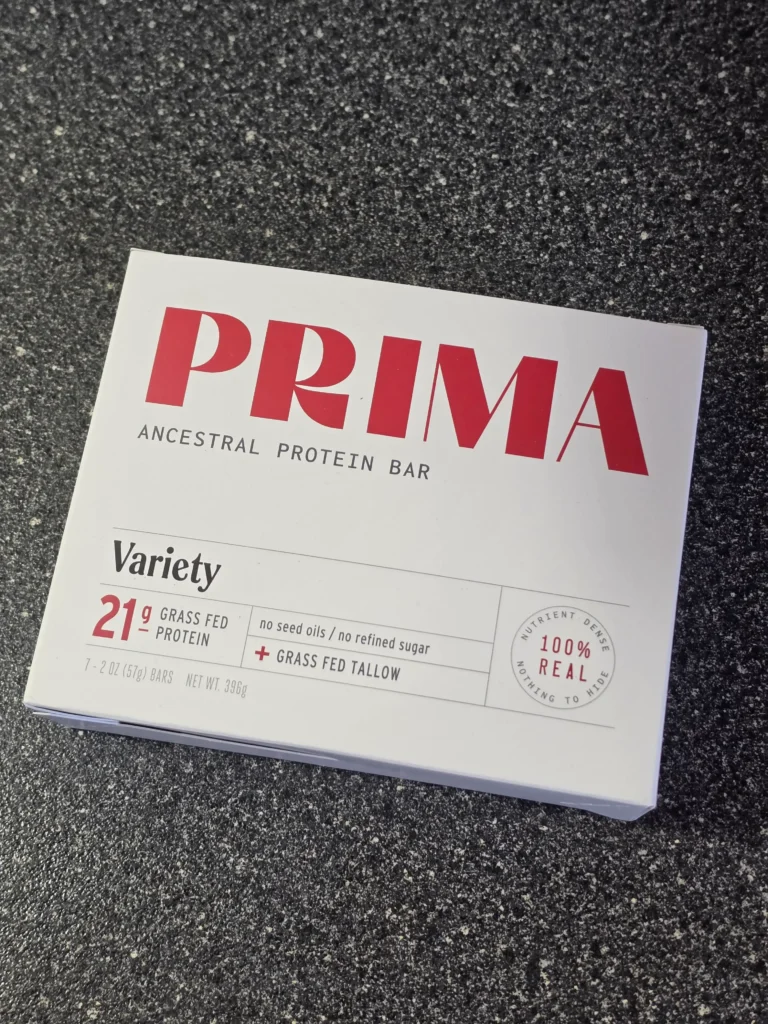 PRIMA
ANCESTRAL PROTEIN BAR
Variety
21g GRASS FED
PROTEIN
no seed oils / no refined sugar
+ GRASS FED TALLOW
7 - 2 OZ (57g) BARS NET WT. 396g
NUTRIENT DENSE
100%
REAL
NOTHING TO HIDE